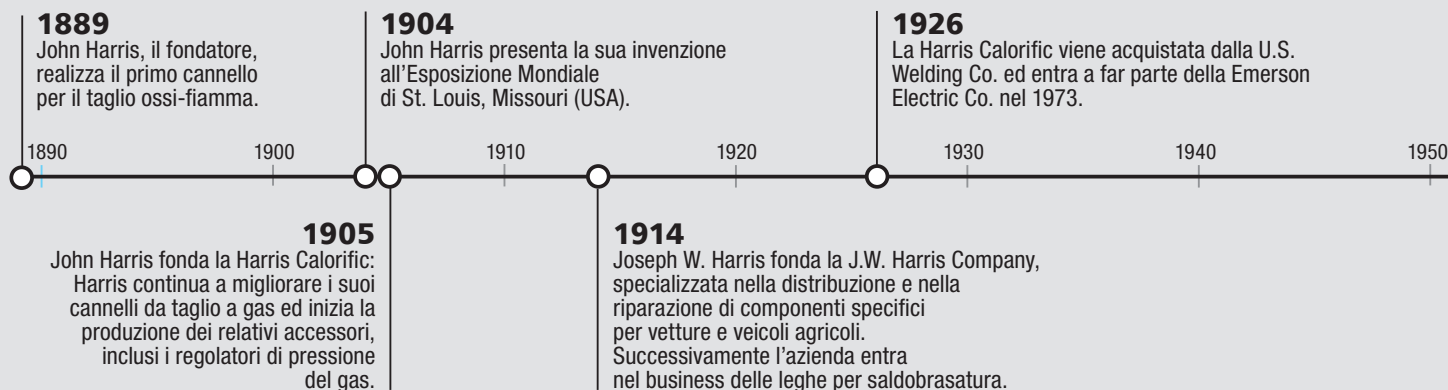 1889
John Harris, il fondatore,
realizza il primo cannello
per il taglio ossi-fiamma.
1904
John Harris presenta la sua invenzione
all’Esposizione Mondiale
di St. Louis, Missouri (USA).
1926
La Harris Calorific viene acquistata dalla U.S.
Welding Co. ed entra a far parte della Emerson
Electric Co. nel 1973.
1890 1900 1910 1920 1930 1940 1950
1905
John Harris fonda la Harris Calorific:
Harris continua a migliorare i suoi
cannelli da taglio a gas ed inizia la
produzione dei relativi accessori,
inclusi i regolatori di pressione
del gas.
1914
Joseph W. Harris fonda la J.W. Harris Company,
specializzata nella distribuzione e nella
riparazione di componenti specifici
per vetture e veicoli agricoli.
Successivamente l’azienda entra
nel business delle leghe per saldobrasatura.